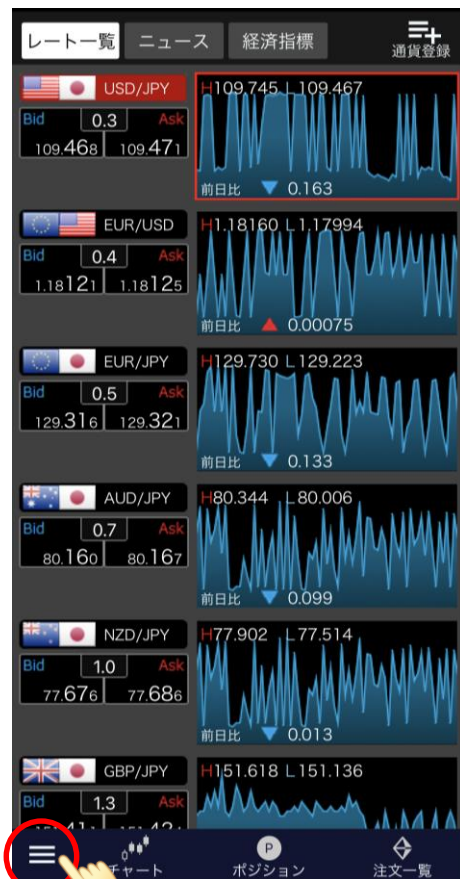 レート一覧 ニュース 経済指標 通貨登録
USD/JPY
H109.745 L109.467
Bid 0.3 Ask
109.468 109.471
前日比 ▼ 0.163
EUR/USD
H1.18160 L1.17994
Bid 0.4 Ask
1.18121 1.18125
前日比 ▲ 0.00075
EUR/JPY
H129.730 L129.223
Bid 0.5 Ask
129.316 129.321
前日比 ▼ 0.133
AUD/JPY
H80.344 L80.006
Bid 0.7 Ask
80.160 80.167
前日比 ▼ 0.099
NZD/JPY
H77.902 L77.514
Bid 1.0 Ask
77.676 77.686
前日比 ▼ 0.013
GBP/JPY
H151.618 L151.136
Bid 1.3 Ask
チャート P ポジション 注文一覧